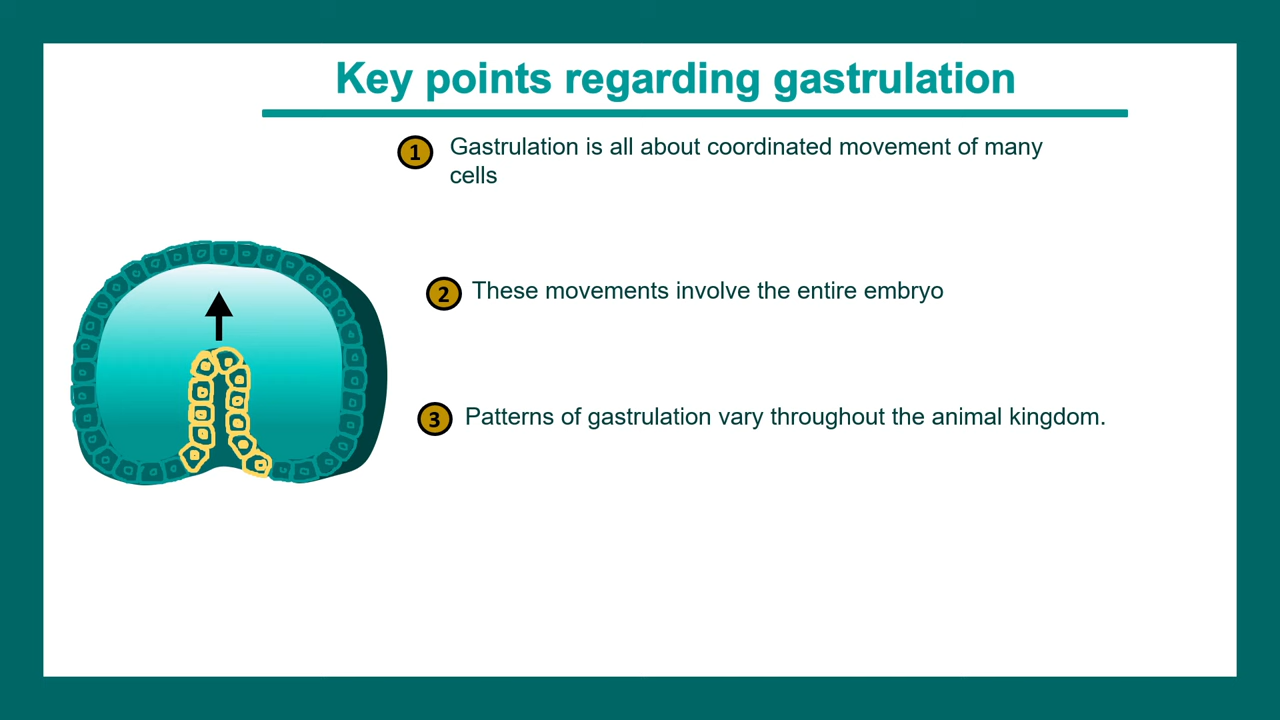 Key points regarding gastrulation
1 Gastrulation is all about coordinated movement of many
cells
2 These movements involve the entire embryo
3 Patterns of gastrulation vary throughout the animal kingdom.